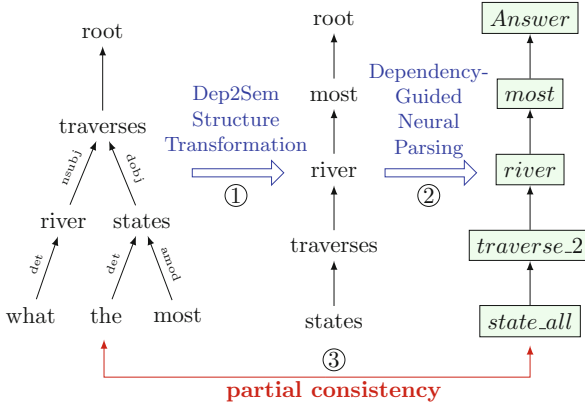 root
traverses
nsubj
dobj
river
states
det
det
amod
what
the
most
Dep2Sem
Structure
Transformation
①
root
most
river
traverses
states
Dependency-
Guided
Neural
Parsing
②
Answer
most
river
traverse_2
state_all
③
partial consistency